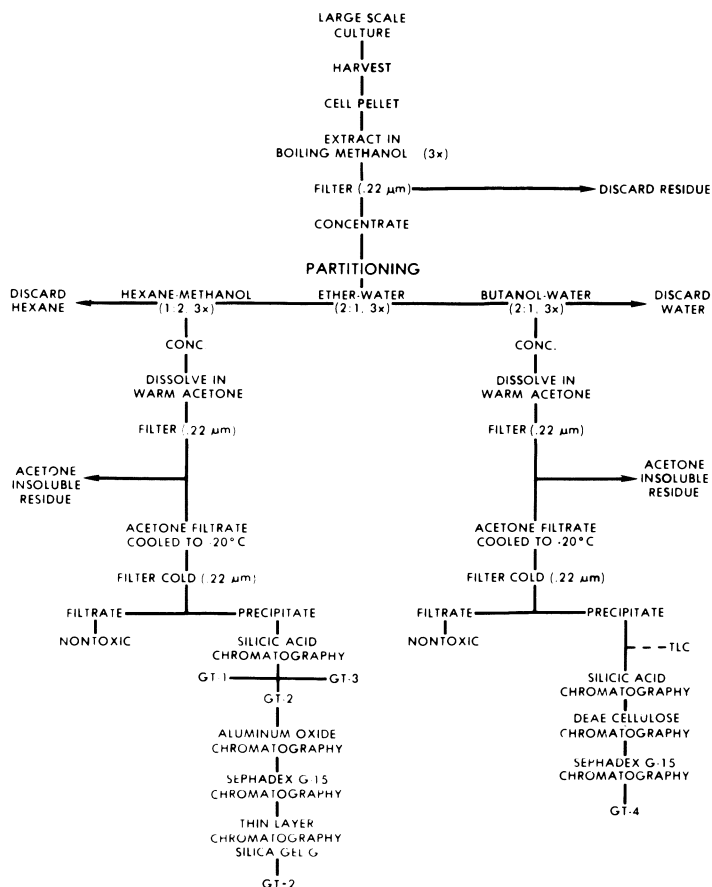 LARGE SCALE
CULTURE
HARVEST
CELL PELLET
EXTRACT IN
BOILING METHANOL (3x)
FILTER (.22 μm)
DISCARD RESIDUE
CONCENTRATE
PARTITIONING
DISCARD
HEXANE
HEXANE-METHANOL
(1:2, 3x)
ETHER-WATER
(2:1, 3x)
BUTANOL-WATER
(2:1, 3x)
DISCARD
WATER
CONC
DISSOLVE IN
WARM ACETONE
FILTER (.22 μm)
ACETONE
INSOLUBLE
RESIDUE
ACETONE FILTRATE
COOLED TO -20°C
FILTER COLD (.22 μm)
FILTRATE
NONTOXIC
PRECIPITATE
SILICIC ACID
CHROMATOGRAPHY
GT-1
GT-3
GT-2
ALUMINUM OXIDE
CHROMATOGRAPHY
SEPHADEX G-15
CHROMATOGRAPHY
THIN LAYER
CHROMATOGRAPHY
SILICA GEL G
GT-2
CONC.
DISSOLVE IN
WARM ACETONE
FILTER (.22 μm)
ACETONE
INSOLUBLE
RESIDUE
ACETONE FILTRATE
COOLED TO -20°C
FILTER COLD (.22 μm)
FILTRATE
NONTOXIC
PRECIPITATE
TLC
SILICIC ACID
CHROMATOGRAPHY
DEAE CELLULOSE
CHROMATOGRAPHY
SEPHADEX G-15
CHROMATOGRAPHY
GT-4